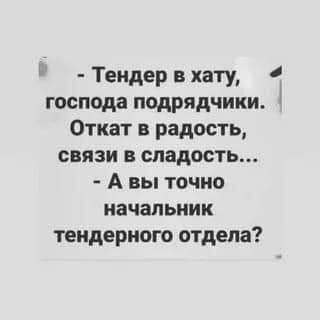 - Тендер в хату,
господа подрядчики.
Откат в радость,
связи в сладость...
- А вы точно
начальник
тендерного отдела?